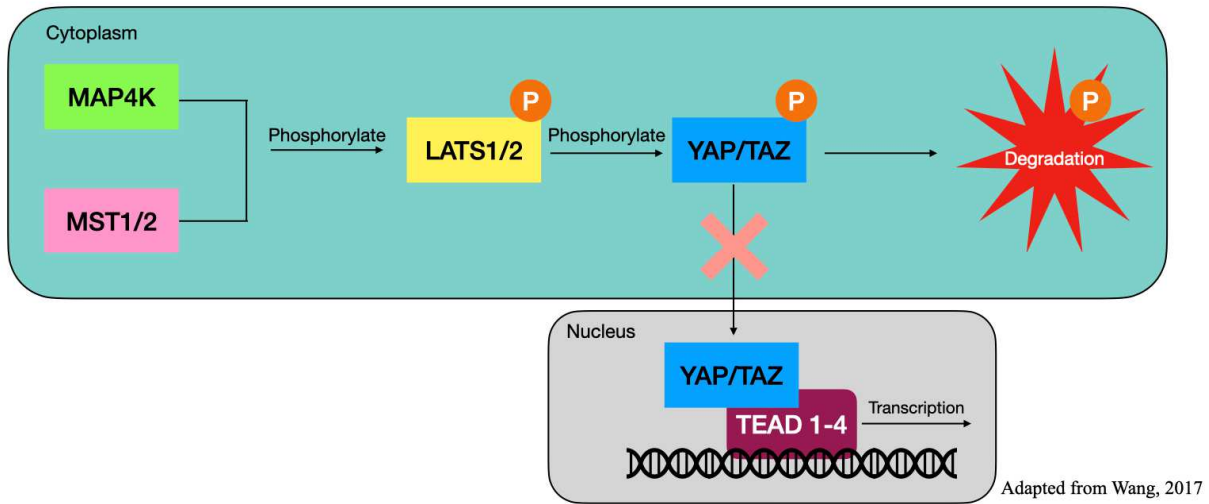 Cytoplasm
MAP4K
MST1/2
Phosphorylate
P
LATS1/2
Phosphorylate
P
YAP/TAZ
P
Degradation
Nucleus
YAP/TAZ
TEAD 1-4
Transcription
Adapted from Wang, 2017